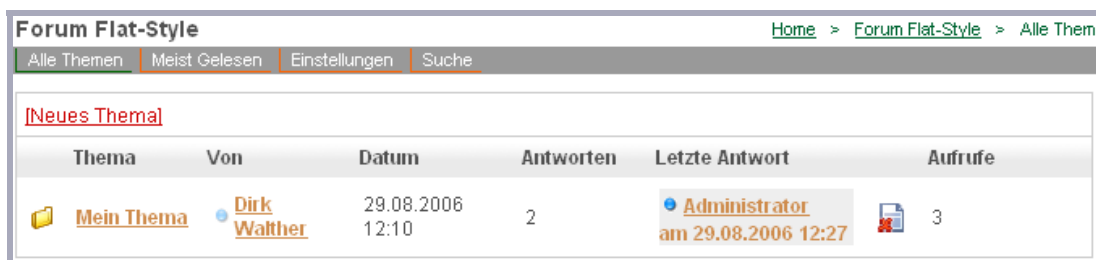 Forum Flat-Style
Home > Forum Flat-Style > Alle Them
Alle Themen Meist Gelesen Einstellungen Suche
[Neues Thema]
Thema Von Datum Antworten Letzte Antwort Aufrufe
Mein Thema Dirk Walther 29.08.2006 12:10 2 Administrator am 29.08.2006 12:27 3